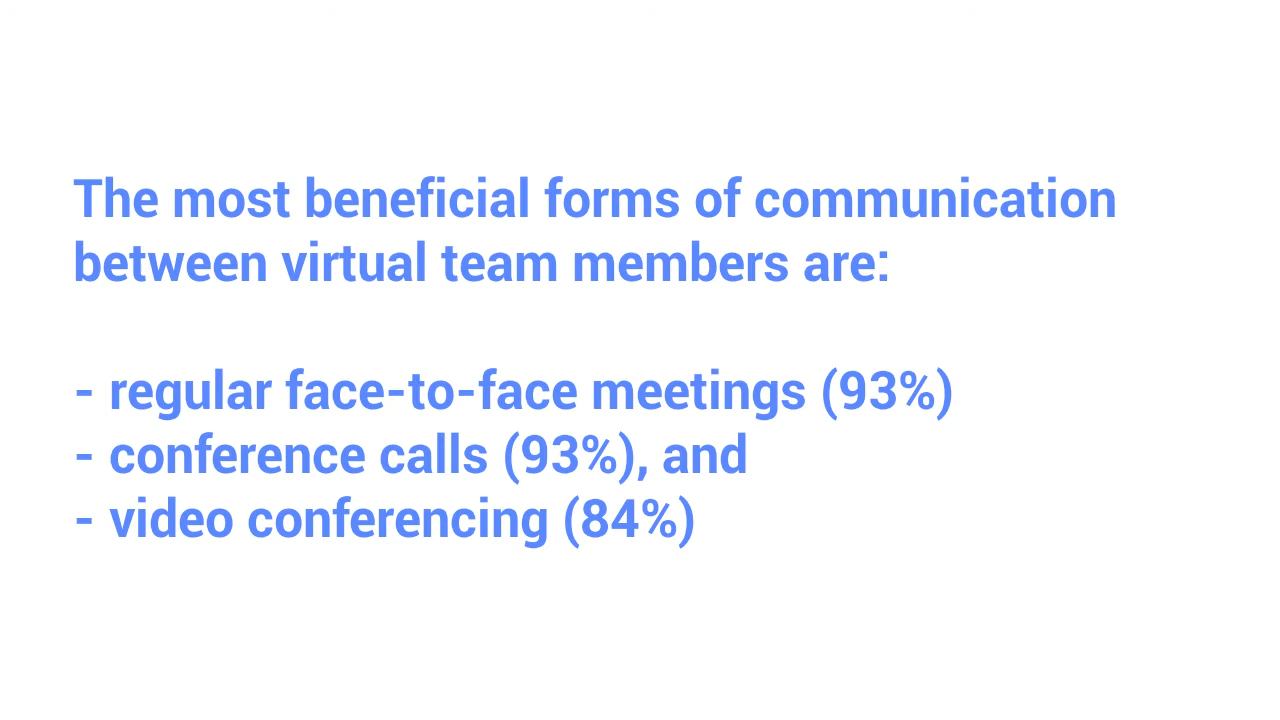 The most beneficial forms of communication
between virtual team members are:
- regular face-to-face meetings (93%)
- conference calls (93%), and
- video conferencing (84%)